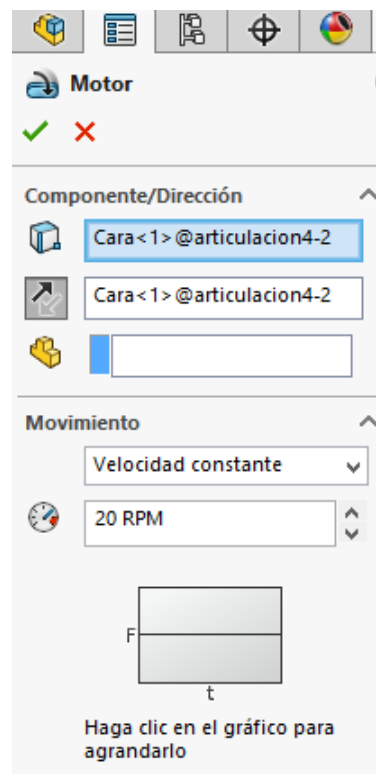 Motor
Componente/Dirección
Cara<1>@articulacion4-2
Cara<1>@articulacion4-2
Movimiento
Velocidad constante
20 RPM
F
t
Haga clic en el gráfico para
agrandarlo